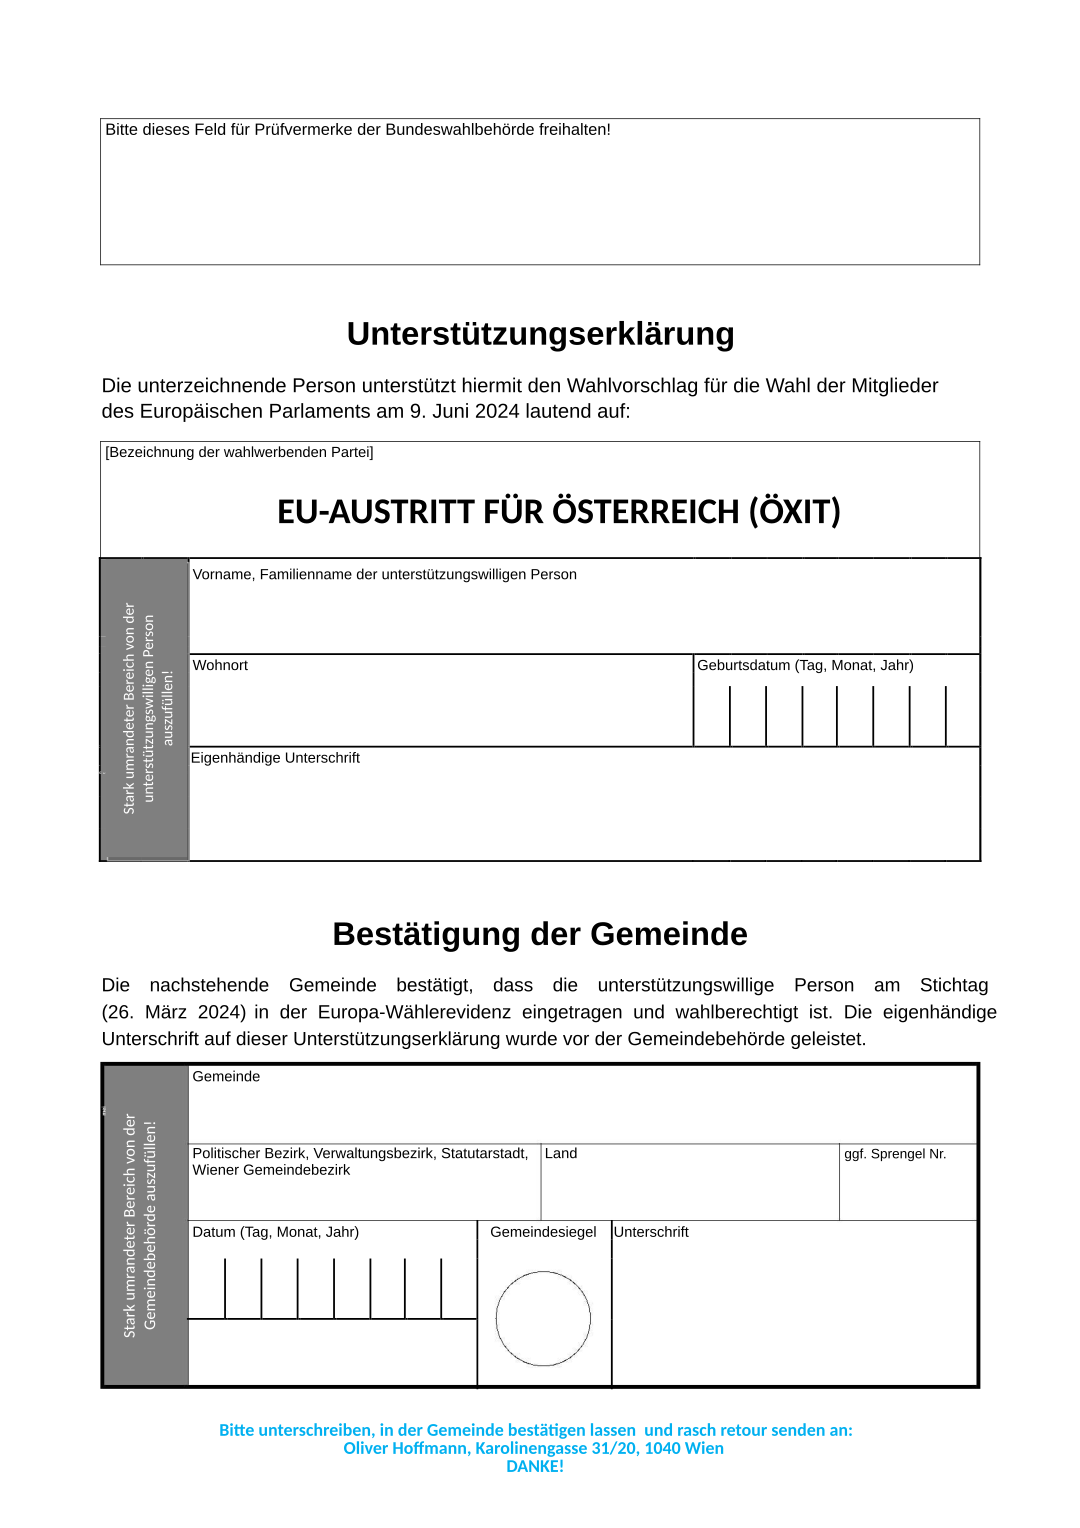 Bitte dieses Feld für Prüfvermerke der Bundeswahlbehörde freihalten!
Unterstützungserklärung
Die unterzeichnende Person unterstützt hiermit den Wahlvorschlag für die Wahl der Mitglieder
des Europäischen Parlaments am 9. Juni 2024 lautend auf:
[Bezeichnung der wahlwerbenden Partei]
EU-AUSTRITT FÜR ÖSTERREICH (ÖXIT)
Stark umrandeter Bereich von der
unterstützungswilligen Person
auszufüllen!
Vorname, Familienname der unterstützungswilligen Person
Wohnort
Geburtsdatum (Tag, Monat, Jahr)
Eigenhändige Unterschrift
Bestätigung der Gemeinde
Die nachstehende Gemeinde bestätigt, dass die unterstützungswillige Person am Stichtag
(26. März 2024) in der Europa-Wählerevidenz eingetragen und wahlberechtigt ist. Die eigenhändige
Unterschrift auf dieser Unterstützungserklärung wurde vor der Gemeindebehörde geleistet.
Stark umrandeter Bereich von der
Gemeindebehörde auszufüllen!
Gemeinde
Politischer Bezirk, Verwaltungsbezirk, Statutarstadt,
Wiener Gemeindebezirk
Land
ggf. Sprengel Nr.
Datum (Tag, Monat, Jahr)
Gemeindesiegel
Unterschrift
Bitte unterschreiben, in der Gemeinde bestätigen lassen  und rasch retour senden an:
Oliver Hoffmann, Karolinengasse 31/20, 1040 Wien
DANKE!